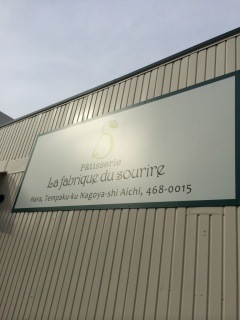 Patisserie
La fabrique du sourire
Hara, Tempaku-ku Nagoya-shi Aichi, 468-0015